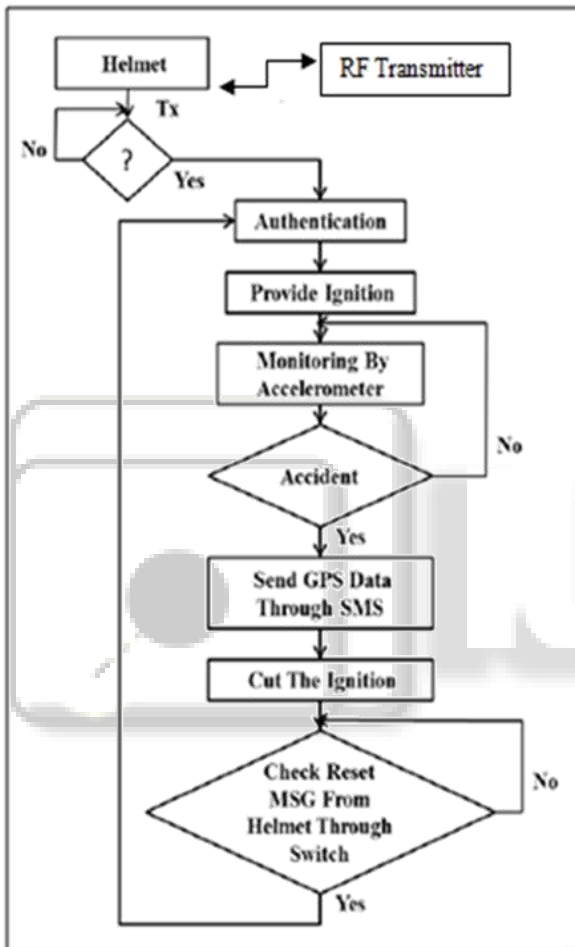 Helmet
RF Transmitter
Tx
No
?
Yes
Authentication
Provide Ignition
Monitoring By
Accelerometer
No
Accident
Yes
Send GPS Data
Through SMS
Cut The Ignition
Check Reset
MSG From
Helmet Through
Switch
No
Yes